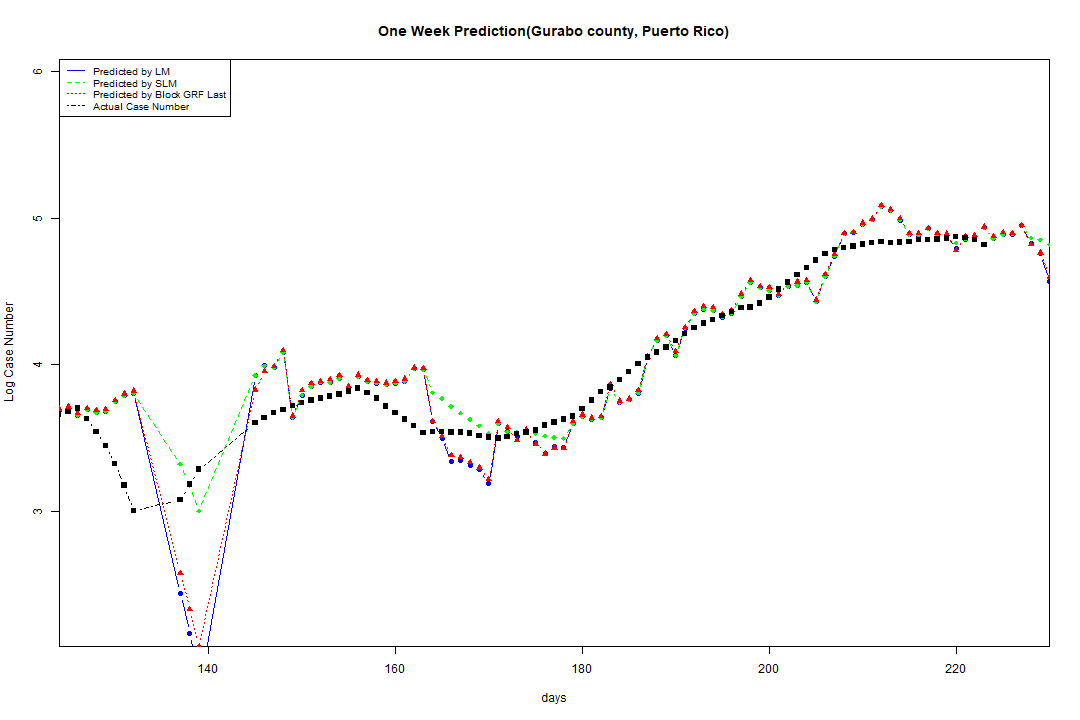 One Week Prediction(Gurabo county, Puerto Rico)
Predicted by LM
Predicted by SLM
Predicted by Block GRF Last
Actual Case Number
6
5
4
3
Log Case Number
140 160 180 200 220
days